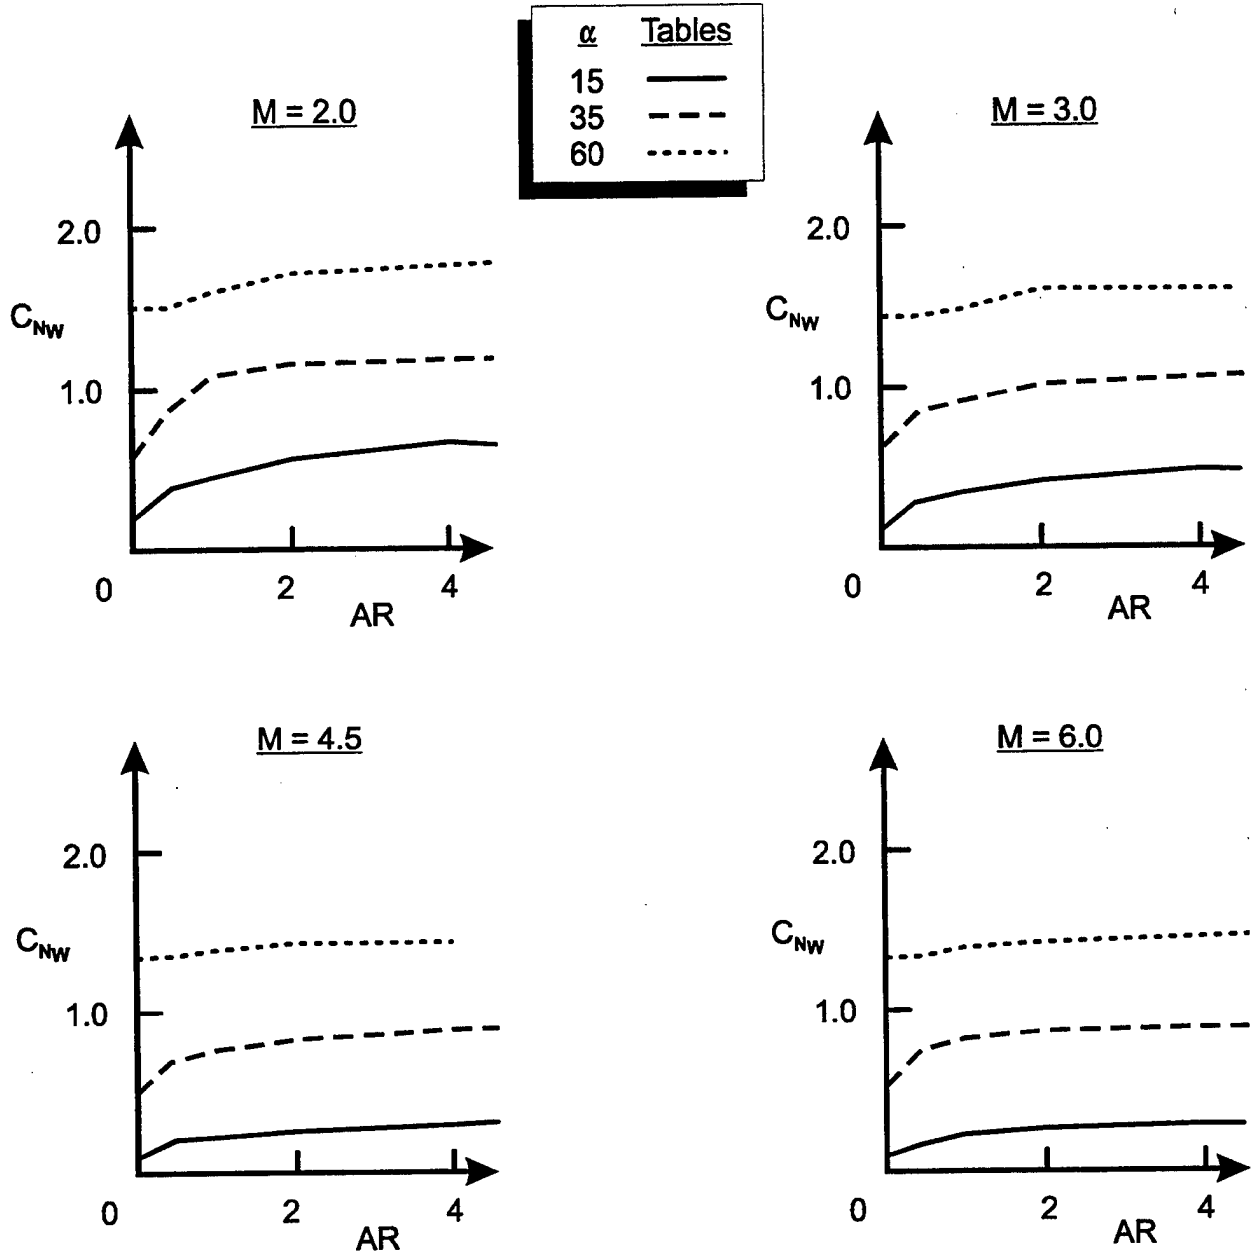 α Tables
15
35
60
M = 2.0
2.0
C_NW
1.0
0 2 4
AR
M = 3.0
2.0
C_NW
1.0
0 2 4
AR
M = 4.5
2.0
C_NW
1.0
0 2 4
AR
M = 6.0
2.0
C_NW
1.0
0 2 4
AR